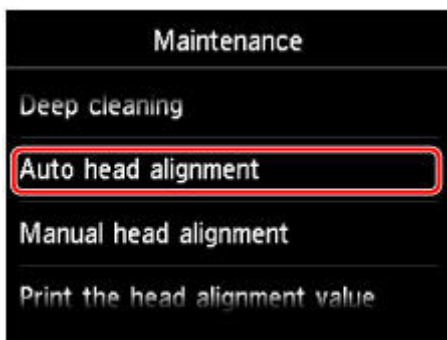 Maintenance
Deep cleaning
Auto head alignment
Manual head alignment
Print the head alignment value